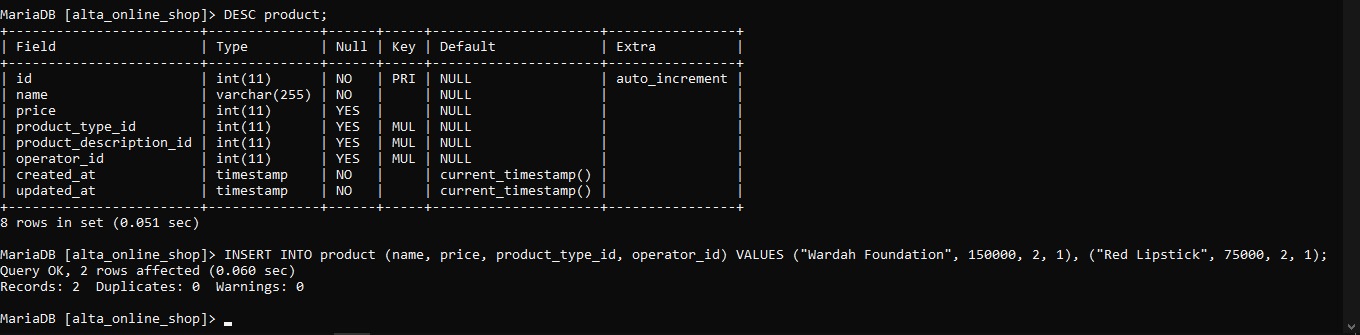 MariaDB [alta_online_shop]> DESC product;
+------------------------+--------------+------+-----+---------------------+----------------+
| Field                  | Type         | Null | Key | Default             | Extra          |
+------------------------+--------------+------+-----+---------------------+----------------+
| id                     | int(11)      | NO   | PRI | NULL                | auto_increment |
| name                   | varchar(255) | NO   |     | NULL                |                |
| price                  | int(11)      | YES  |     | NULL                |                |
| product_type_id        | int(11)      | YES  | MUL | NULL                |                |
| product_description_id | int(11)      | YES  | MUL | NULL                |                |
| operator_id            | int(11)      | YES  | MUL | NULL                |                |
| created_at             | timestamp    | NO   |     | current_timestamp() |                |
| updated_at             | timestamp    | NO   |     | current_timestamp() |                |
+------------------------+--------------+------+-----+---------------------+----------------+
8 rows in set (0.051 sec)

MariaDB [alta_online_shop]> INSERT INTO product (name, price, product_type_id, operator_id) VALUES ("Wardah Foundation", 150000, 2, 1), ("Red Lipstick", 75000, 2, 1);
Query OK, 2 rows affected (0.060 sec)
Records: 2  Duplicates: 0  Warnings: 0

MariaDB [alta_online_shop]> _